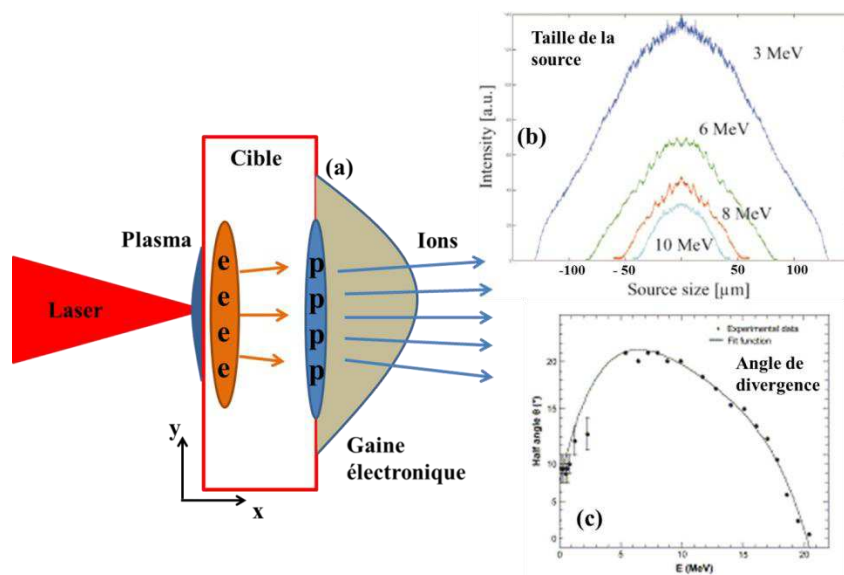 Cible
(a)
Plasma
Ions
e
e
e
e
p
p
p
p
Laser
y
x
Gaine
électronique
Taille de la
source
3 MeV
6 MeV
8 MeV
10 MeV
(b)
Intensity [a.u.]
-100
- 50
0
50
100
Source size [µm]
Experimental data
Fit function
Angle de
divergence
Half angle θ (°)
20
15
10
5
0
(c)
0
5
10
15
20
E (MeV)